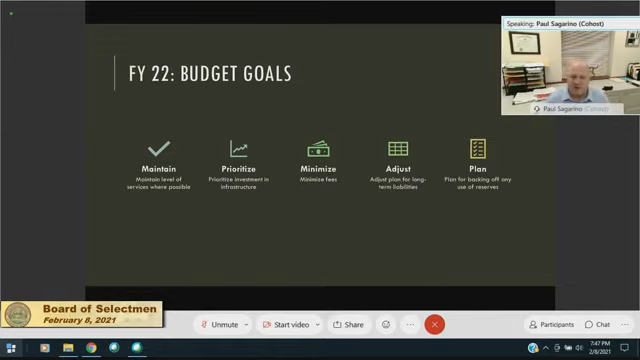 Speaking: Paul Sagarino (Cohost)
Paul Sagarino (Cohost)
FY 22: BUDGET GOALS
Maintain
Maintain level of
services where possible
Prioritize
Prioritize investment in
infrastructure
Minimize
Minimize fees
Adjust
Adjust plan for long-
term liabilities
Plan
Plan for backing off any
use of reserves
Board of Selectmen
February 8, 2021
Unmute
Start video
Share
Participants
Chat
7:47 PM
2/8/2021